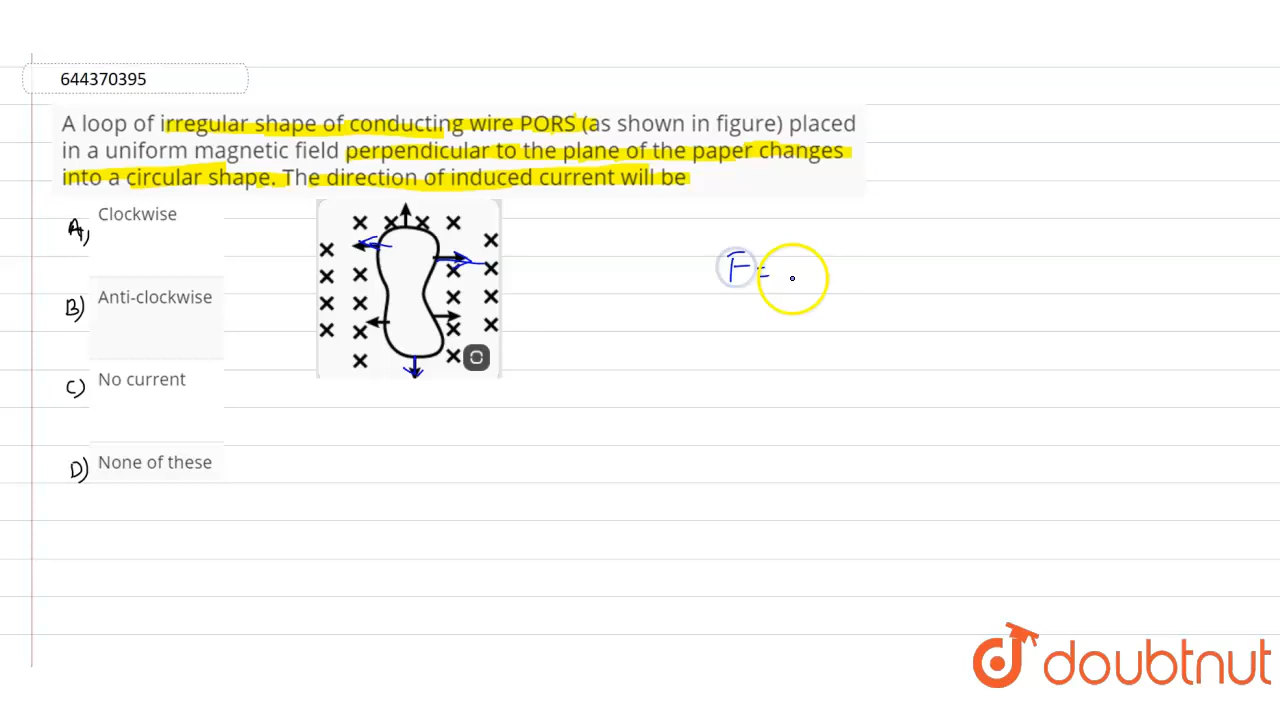 644370395
A loop of irregular shape of conducting wire PORS (as shown in figure) placed
in a uniform magnetic field perpendicular to the plane of the paper changes
into a circular shape. The direction of induced current will be
A) Clockwise
B) Anti-clockwise
C) No current
D) None of these
F =
doubtnut